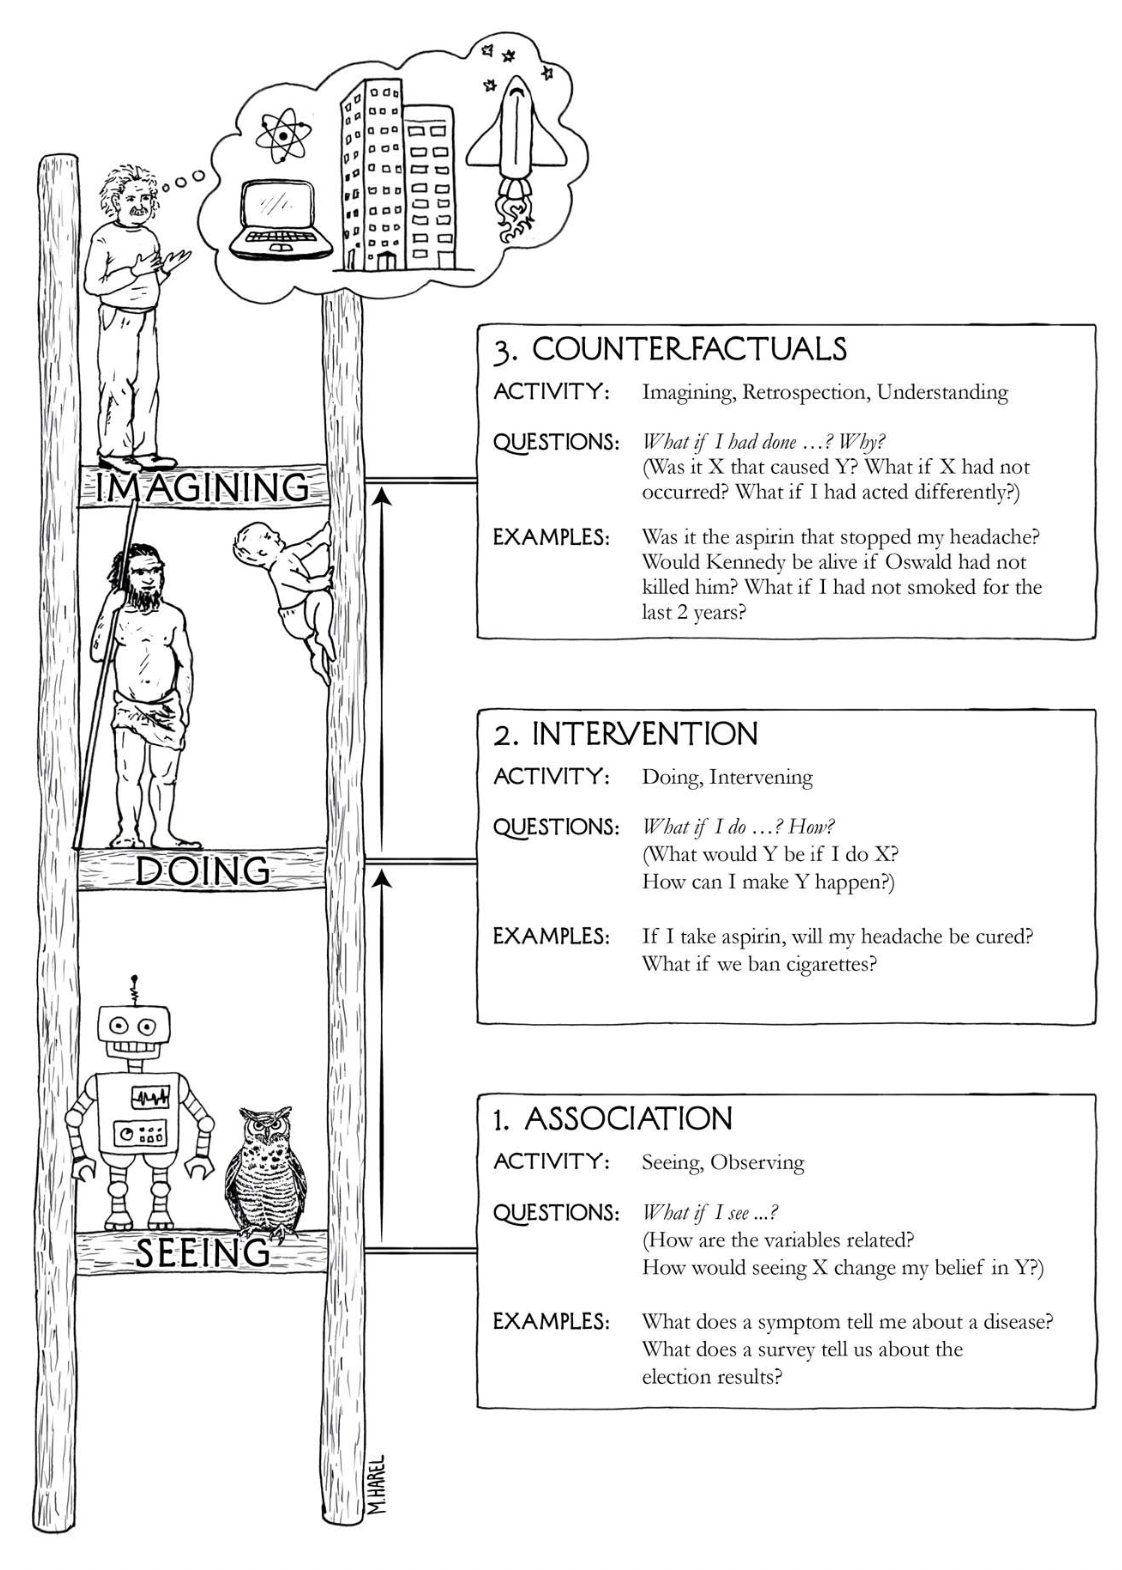 3. COUNTERFACTUALS
ACTIVITY: Imagining, Retrospection, Understanding
QUESTIONS: What if I had done …? Why?
(Was it X that caused Y? What if X had not
occurred? What if I had acted differently?)
EXAMPLES: Was it the aspirin that stopped my headache?
Would Kennedy be alive if Oswald had not
killed him? What if I had not smoked for the
last 2 years?
IMAGINING
2. INTERVENTION
ACTIVITY: Doing, Intervening
QUESTIONS: What if I do …? How?
(What would Y be if I do X?
How can I make Y happen?)
EXAMPLES: If I take aspirin, will my headache be cured?
What if we ban cigarettes?
DOING
1. ASSOCIATION
ACTIVITY: Seeing, Observing
QUESTIONS: What if I see ...?
(How are the variables related?
How would seeing X change my belief in Y?)
EXAMPLES: What does a symptom tell me about a disease?
What does a survey tell us about the
election results?
SEEING
M.HAREL